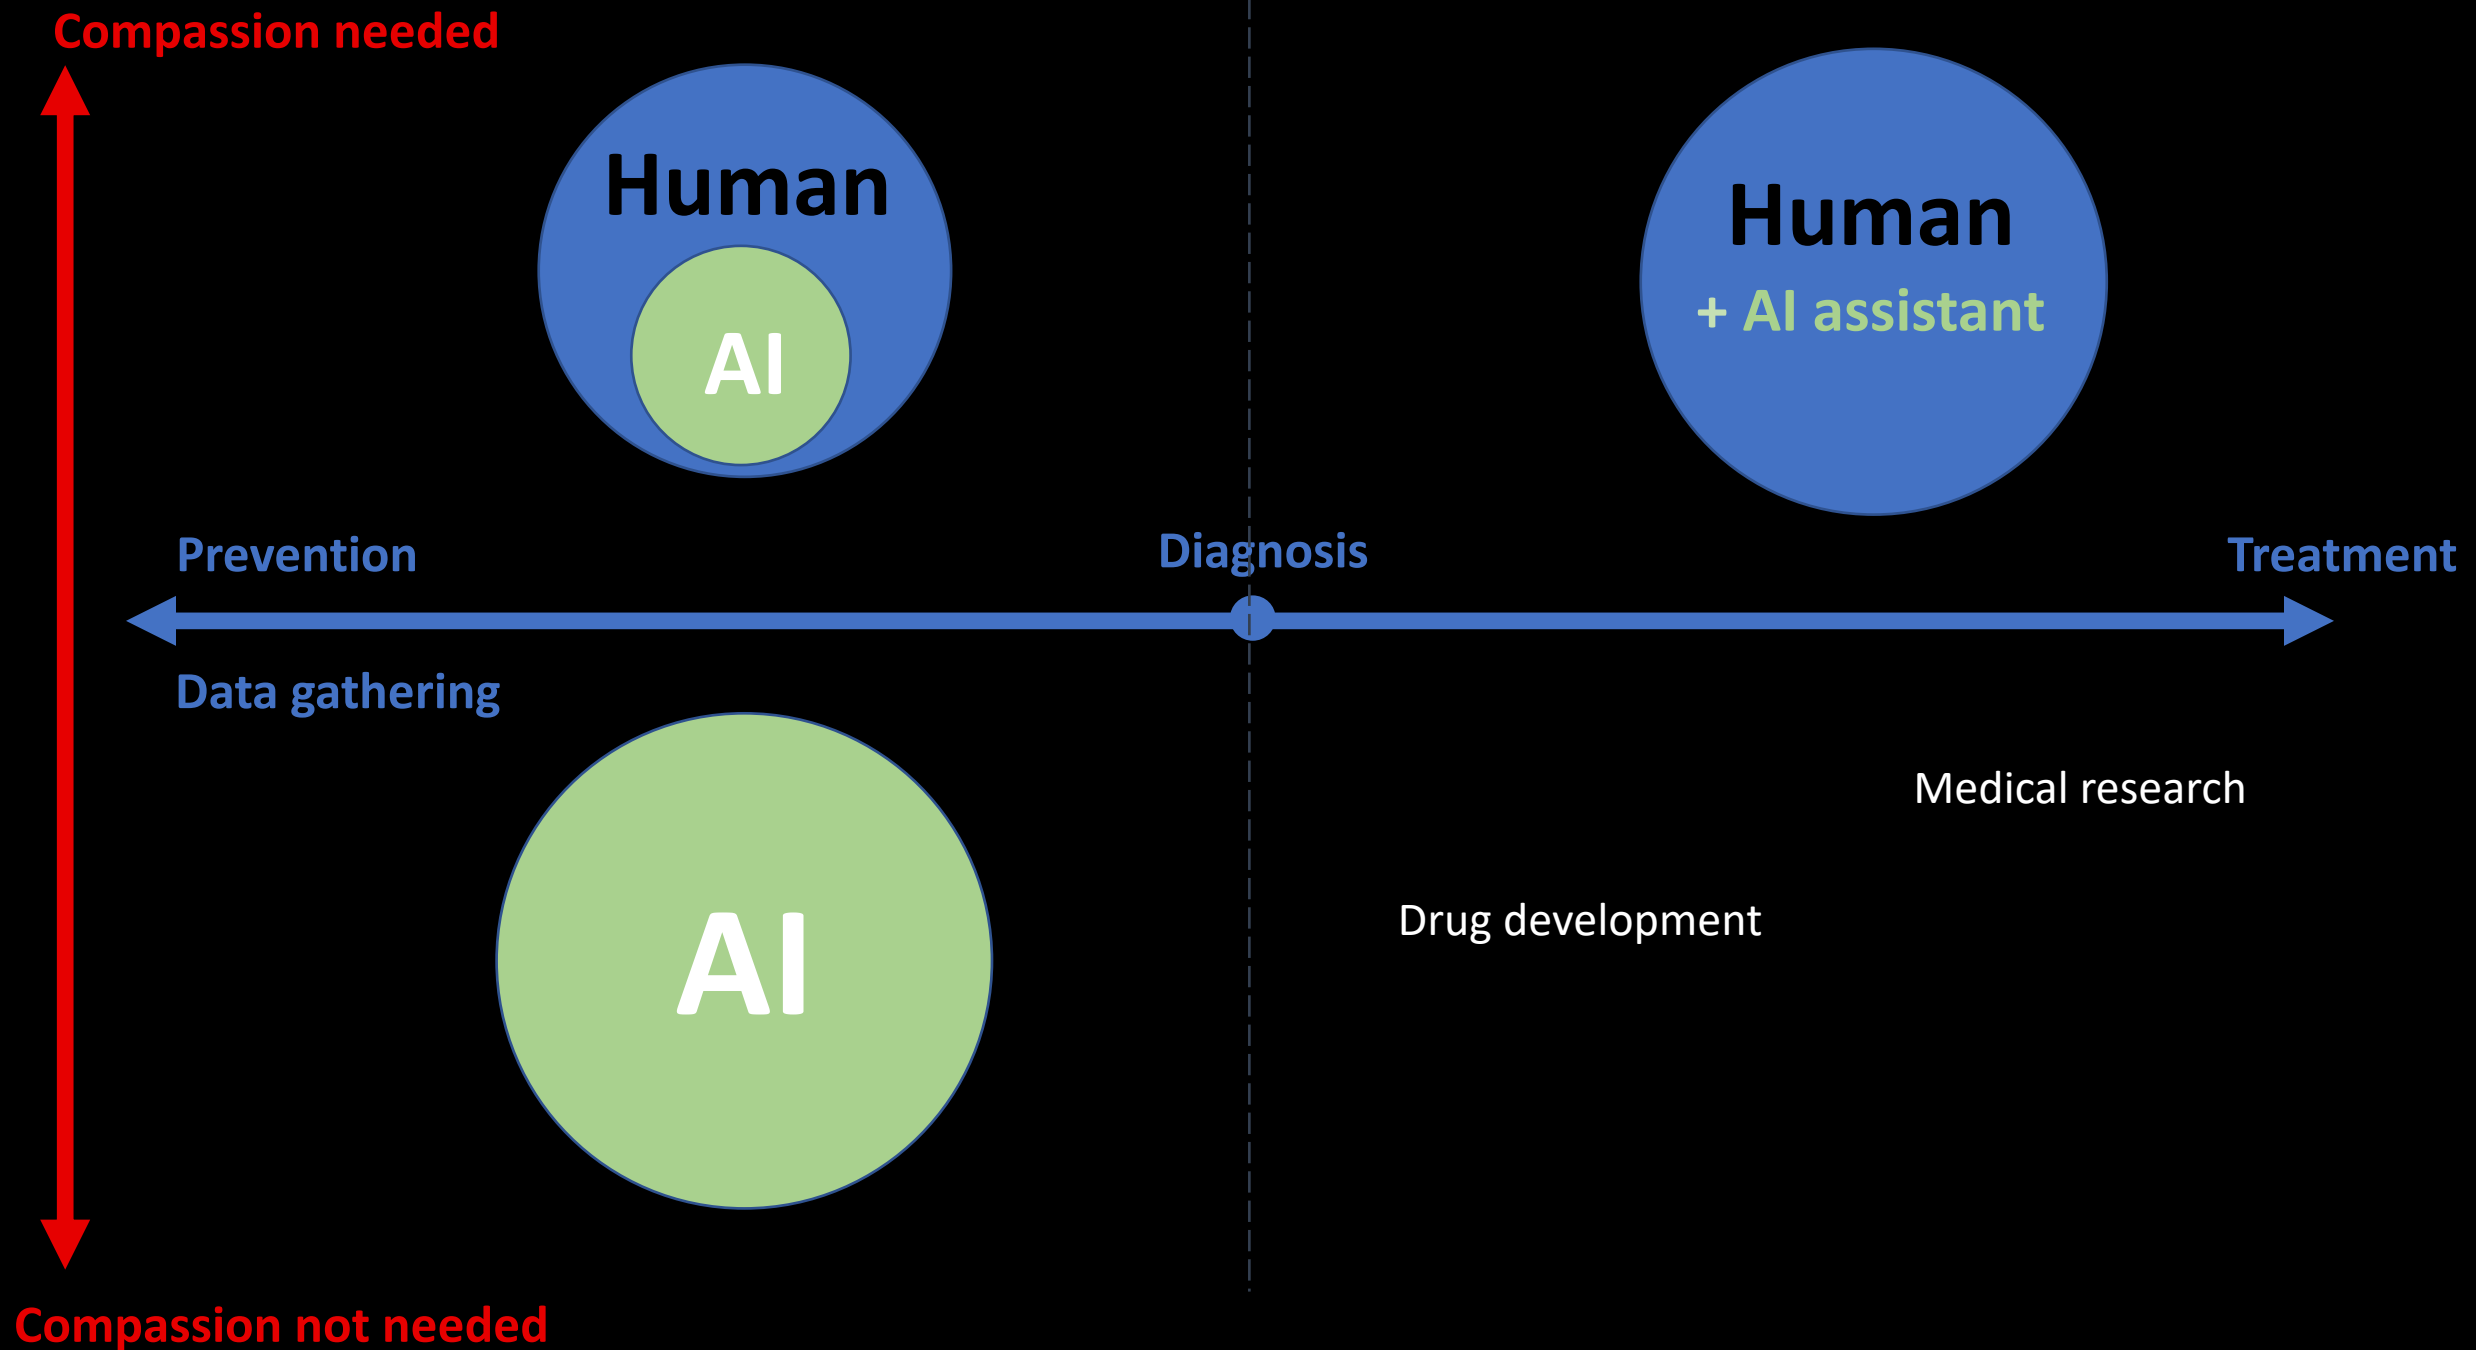 Compassion needed
Human
AI
Human
+ AI assistant
Prevention
Diagnosis
Treatment
Data gathering
AI
Medical research
Drug development
Compassion not needed